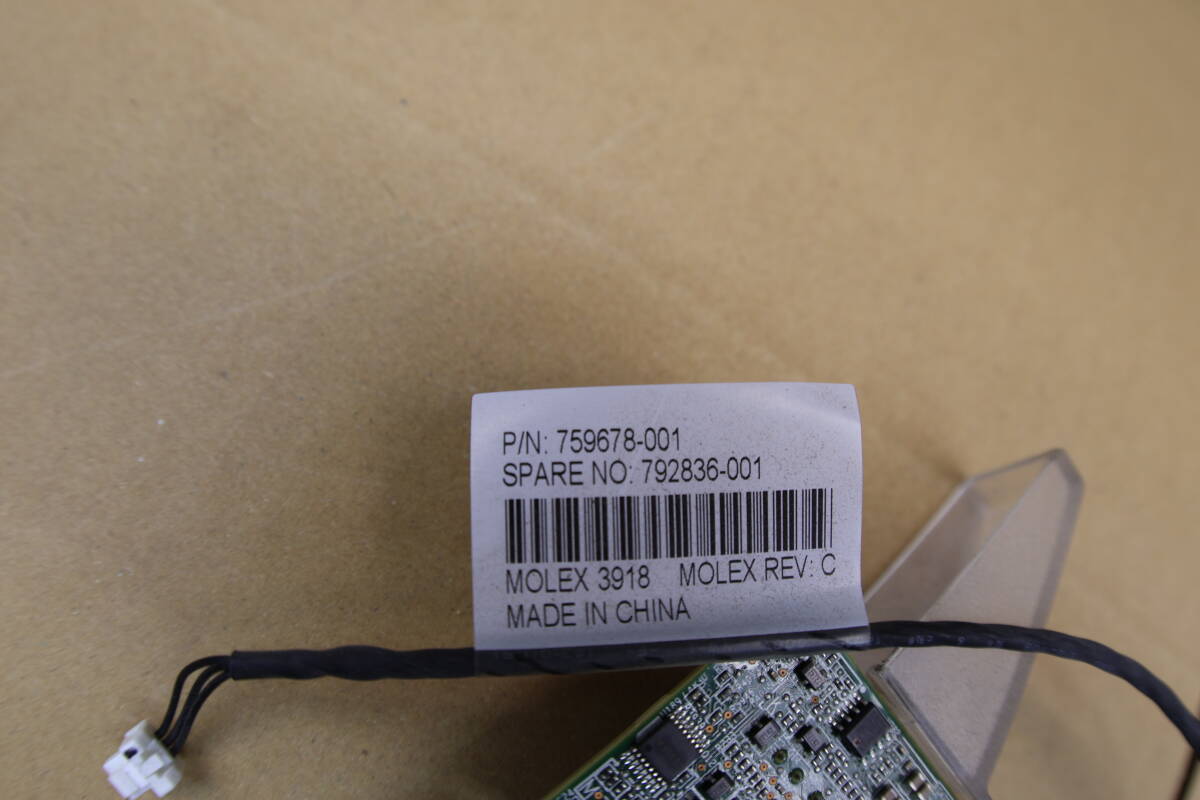 P/N: 759678-001
SPARE NO: 792836-001
MOLEX 3918 MOLEX REV: C
MADE IN CHINA